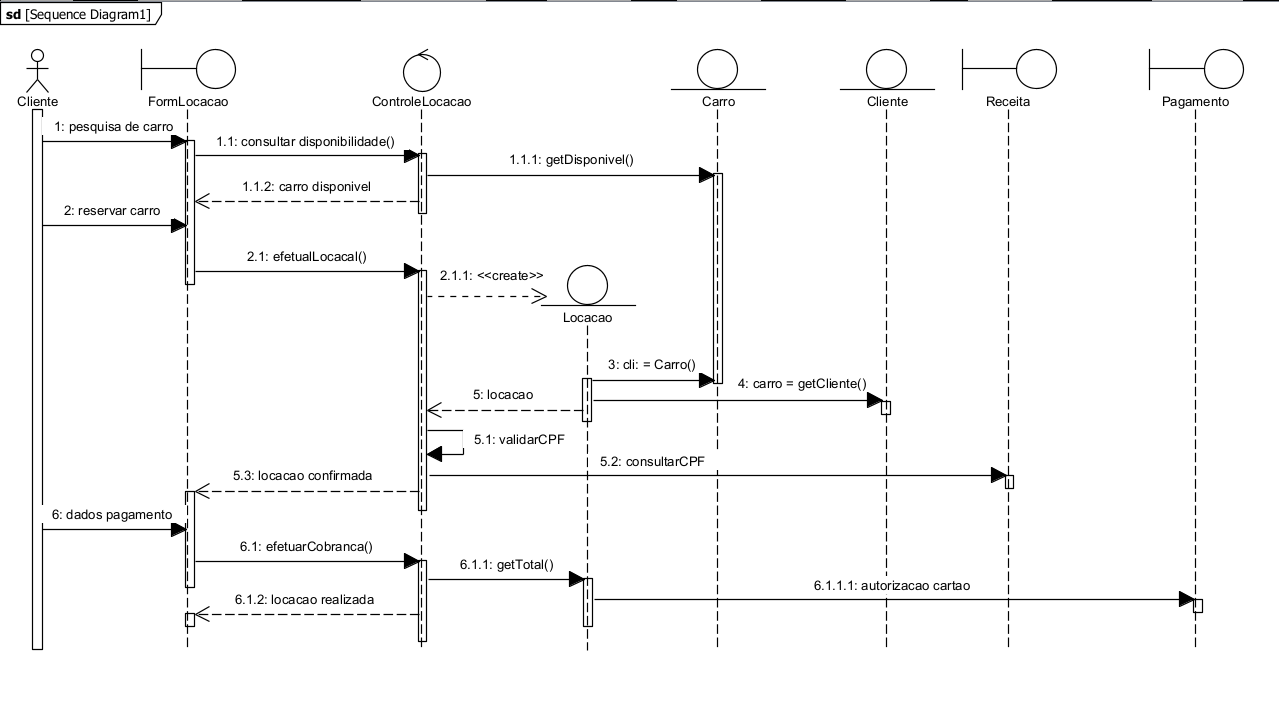 sd [Sequence Diagram1]
Cliente
FormLocacao
ControleLocacao
Carro
Cliente
Receita
Pagamento
1: pesquisa de carro
1.1: consultar disponibilidade()
1.1.1: getDisponivel()
1.1.2: carro disponivel
2: reservar carro
2.1: efetualLocacal()
2.1.1: <<create>>
Locacao
3: cli: = Carro()
4: carro = getCliente()
5: locacao
5.1: validarCPF
5.2: consultarCPF
5.3: locacao confirmada
6: dados pagamento
6.1: efetuarCobranca()
6.1.1: getTotal()
6.1.1.1: autorizacao cartao
6.1.2: locacao realizada